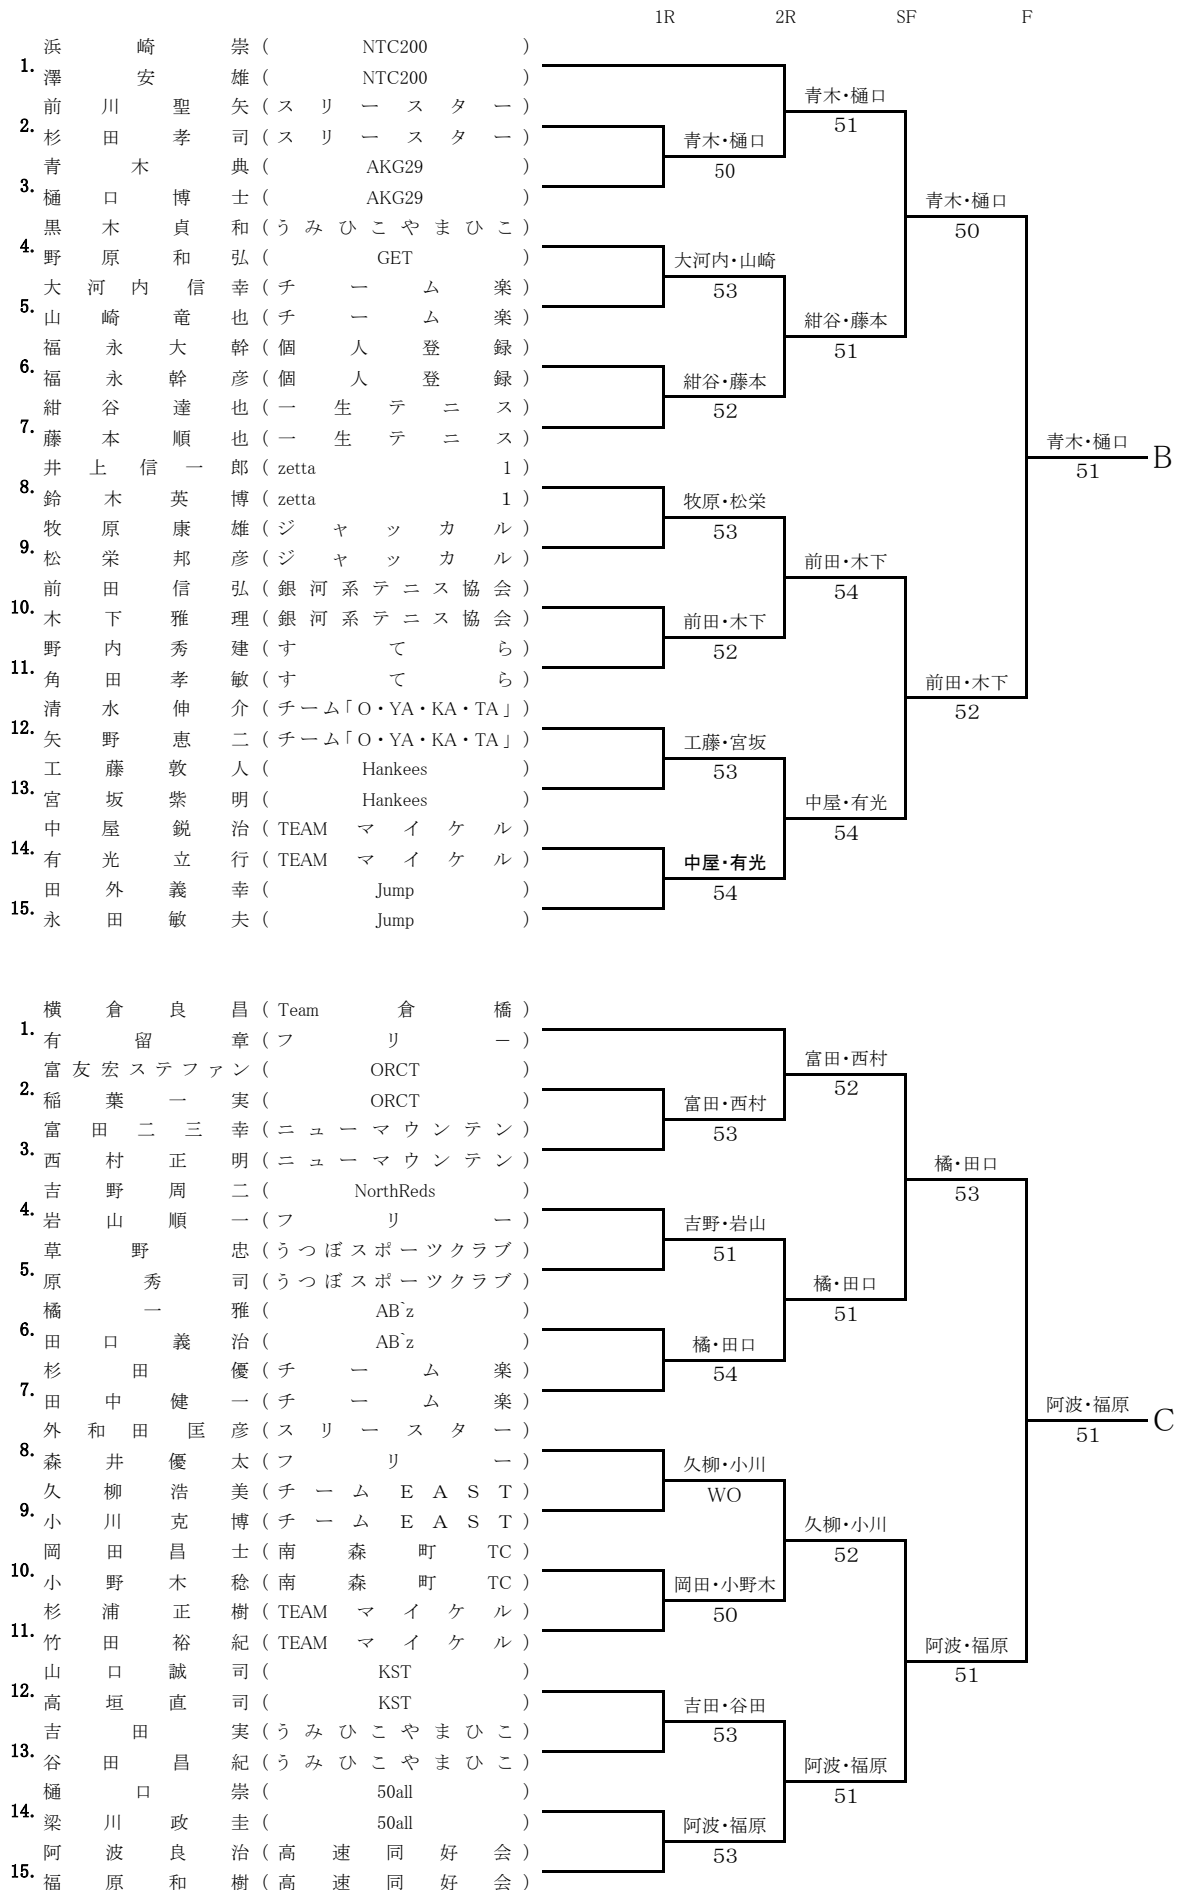 1R 2R SF F
浜崎崇 ( NTC200 )
1.
澤安雄 ( NTC200 )
前川聖矢 ( スリースター )
青木・樋口
51
2.
杉田孝司 ( スリースター )
青木・樋口
50
青木典 ( AKG29 )
3.
樋口博士 ( AKG29 )
青木・樋口
50
黒木貞和 ( うみひこやまひこ )
4.
野原和弘 ( GET )
大河内・山崎
53
大河内信幸 ( チーム楽 )
5.
山崎竜也 ( チーム楽 )
紺谷・藤本
51
福永大幹 ( 個人登録 )
6.
福永幹彦 ( 個人登録 )
紺谷・藤本
52
紺谷達也 ( 一生テニス )
7.
藤本順也 ( 一生テニス )
青木・樋口
51
B
井上信一郎 ( zetta 1 )
8.
鈴木英博 ( zetta 1 )
牧原・松栄
53
牧原康雄 ( ジャッカル )
9.
松栄邦彦 ( ジャッカル )
前田・木下
54
前田信弘 ( 銀河系テニス協会 )
10.
木下雅理 ( 銀河系テニス協会 )
前田・木下
52
野内秀建 ( すてら )
11.
角田孝敏 ( すてら )
前田・木下
52
清水伸介 ( チーム「O・YA・KA・TA」 )
12.
矢野恵二 ( チーム「O・YA・KA・TA」 )
工藤・宮坂
53
工藤敦人 ( Hankees )
13.
宮坂紫明 ( Hankees )
中屋・有光
54
中屋鋭治 ( TEAM マイケル )
14.
有光立行 ( TEAM マイケル )
中屋・有光
54
田外義幸 ( Jump )
15.
永田敏夫 ( Jump )
横倉良昌 ( Team 倉橋 )
1.
有留章 ( フリー )
富田・西村
52
富友宏ステファン ( ORCT )
2.
稲葉一実 ( ORCT )
富田・西村
53
富田二三幸 ( ニューマウンテン )
3.
西村正明 ( ニューマウンテン )
橘・田口
53
吉野周二 ( NorthReds )
4.
岩山順一 ( フリー )
吉野・岩山
51
草野忠 ( うつぼスポーツクラブ )
5.
原秀司 ( うつぼスポーツクラブ )
橘・田口
51
橘一雅 ( AB`z )
6.
田口義治 ( AB`z )
橘・田口
54
杉田優 ( チーム楽 )
7.
田中健一 ( チーム楽 )
阿波・福原
51
C
外和田匡彦 ( スリースター )
8.
森井優太 ( フリー )
久柳・小川
WO
久柳浩美 ( チームEAST )
9.
小川克博 ( チームEAST )
久柳・小川
52
岡田昌士 ( 南森町TC )
10.
小野木稔 ( 南森町TC )
岡田・小野木
50
杉浦正樹 ( TEAM マイケル )
11.
竹田裕紀 ( TEAM マイケル )
阿波・福原
51
山口誠司 ( KST )
12.
高垣直司 ( KST )
吉田・谷田
53
吉田実 ( うみひこやまひこ )
13.
谷田昌紀 ( うみひこやまひこ )
阿波・福原
51
樋口崇 ( 50all )
14.
梁川政圭 ( 50all )
阿波・福原
53
阿波良治 ( 高速同好会 )
15.
福原和樹 ( 高速同好会 )